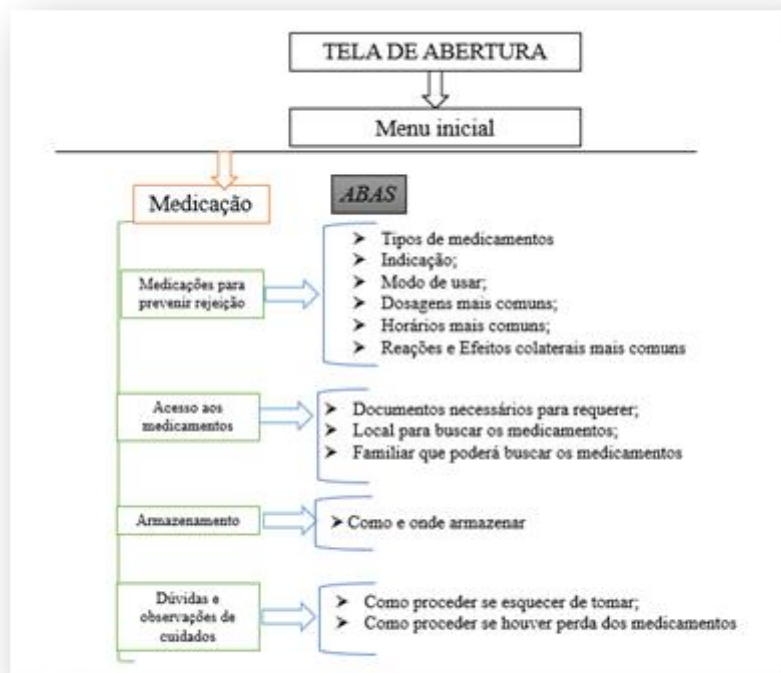 TELA DE ABERTURA
Menu inicial
Medicação
ABAS
Medicações para
prevenir rejeição
Tipos de medicamentos
Indicação;
Modo de usar;
Dosagens mais comuns;
Horários mais comuns;
Reações e Efeitos colaterais mais comuns
Acesso aos
medicamentos
Documentos necessários para requerer;
Local para buscar os medicamentos;
Familiar que poderá buscar os medicamentos
Armazenamento
Como e onde armazenar
Dúvidas e
observações de
cuidados
Como proceder se esquecer de tomar;
Como proceder se houver perda dos medicamentos